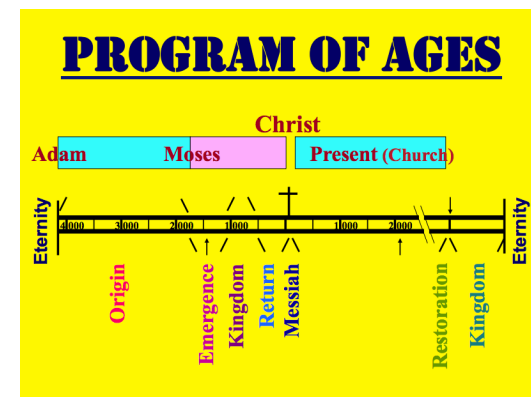 PROGRAM OF AGES
Christ
Adam Moses Present (Church)
Eternity 4000 3000 2000 1000 1000 2000 Eternity
Origin
Emergence
Kingdom
Return
Messiah
Restoration
Kingdom